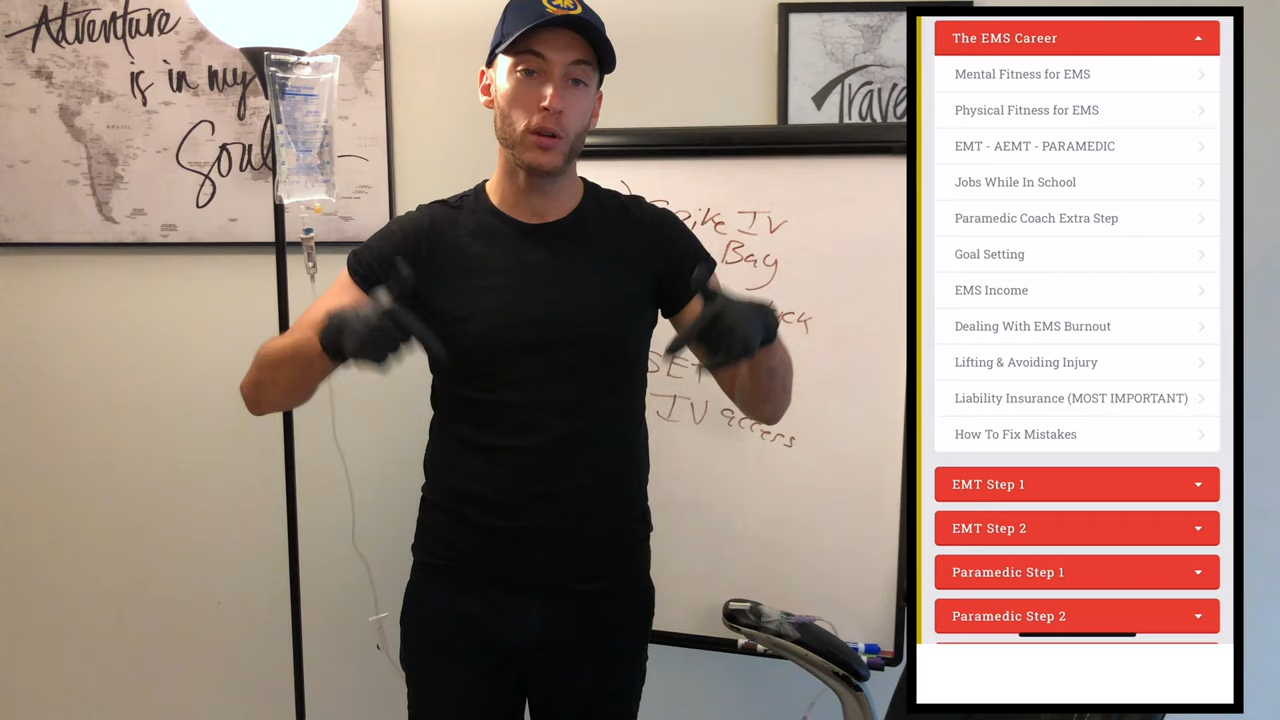 Adventure
is in my
Soul
Travel
Spike IV
Bay
SET
IV access
The EMS Career
Mental Fitness for EMS
Physical Fitness for EMS
EMT - AEMT - PARAMEDIC
Jobs While In School
Paramedic Coach Extra Step
Goal Setting
EMS Income
Dealing With EMS Burnout
Lifting & Avoiding Injury
Liability Insurance (MOST IMPORTANT)
How To Fix Mistakes
EMT Step 1
EMT Step 2
Paramedic Step 1
Paramedic Step 2